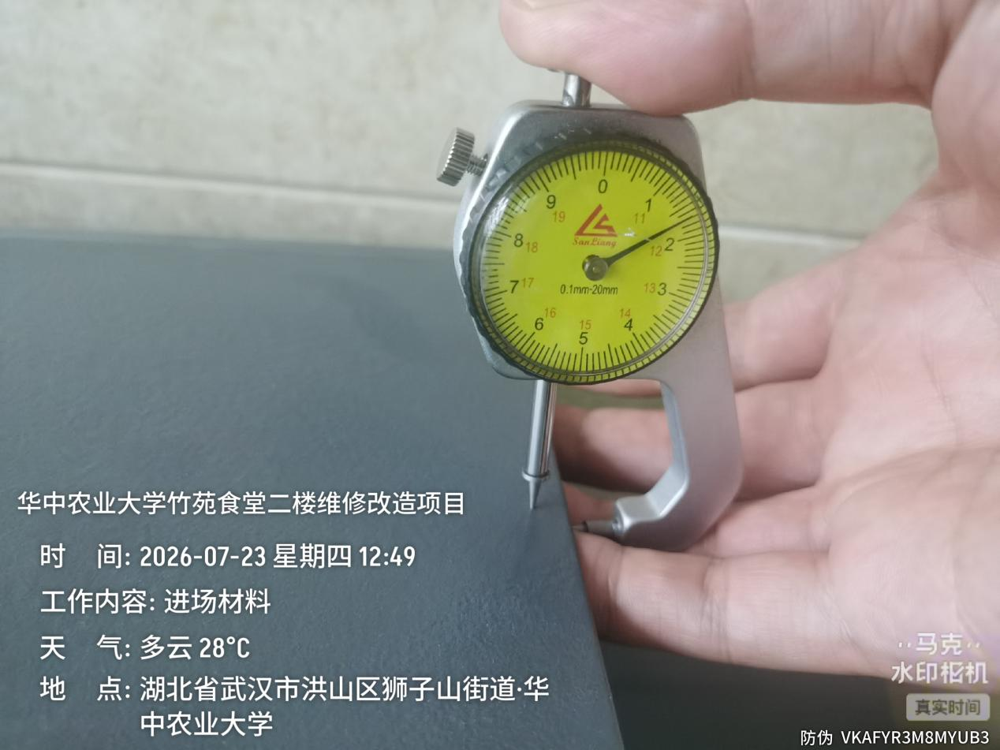 0
1
2
3
4
5
6
7
8
9
11
12
13
14
15
16
17
18
19
SanLiang
0.1mm-20mm
华中农业大学竹苑食堂二楼维修改造项目
时 间: 2026-07-23 星期四 12:49
工作内容: 进场材料
天 气: 多云 28°C
地 点: 湖北省武汉市洪山区狮子山街道·华
中农业大学
马克
水印相机
真实时间
防伪 VKAFYR3M8MYUB3